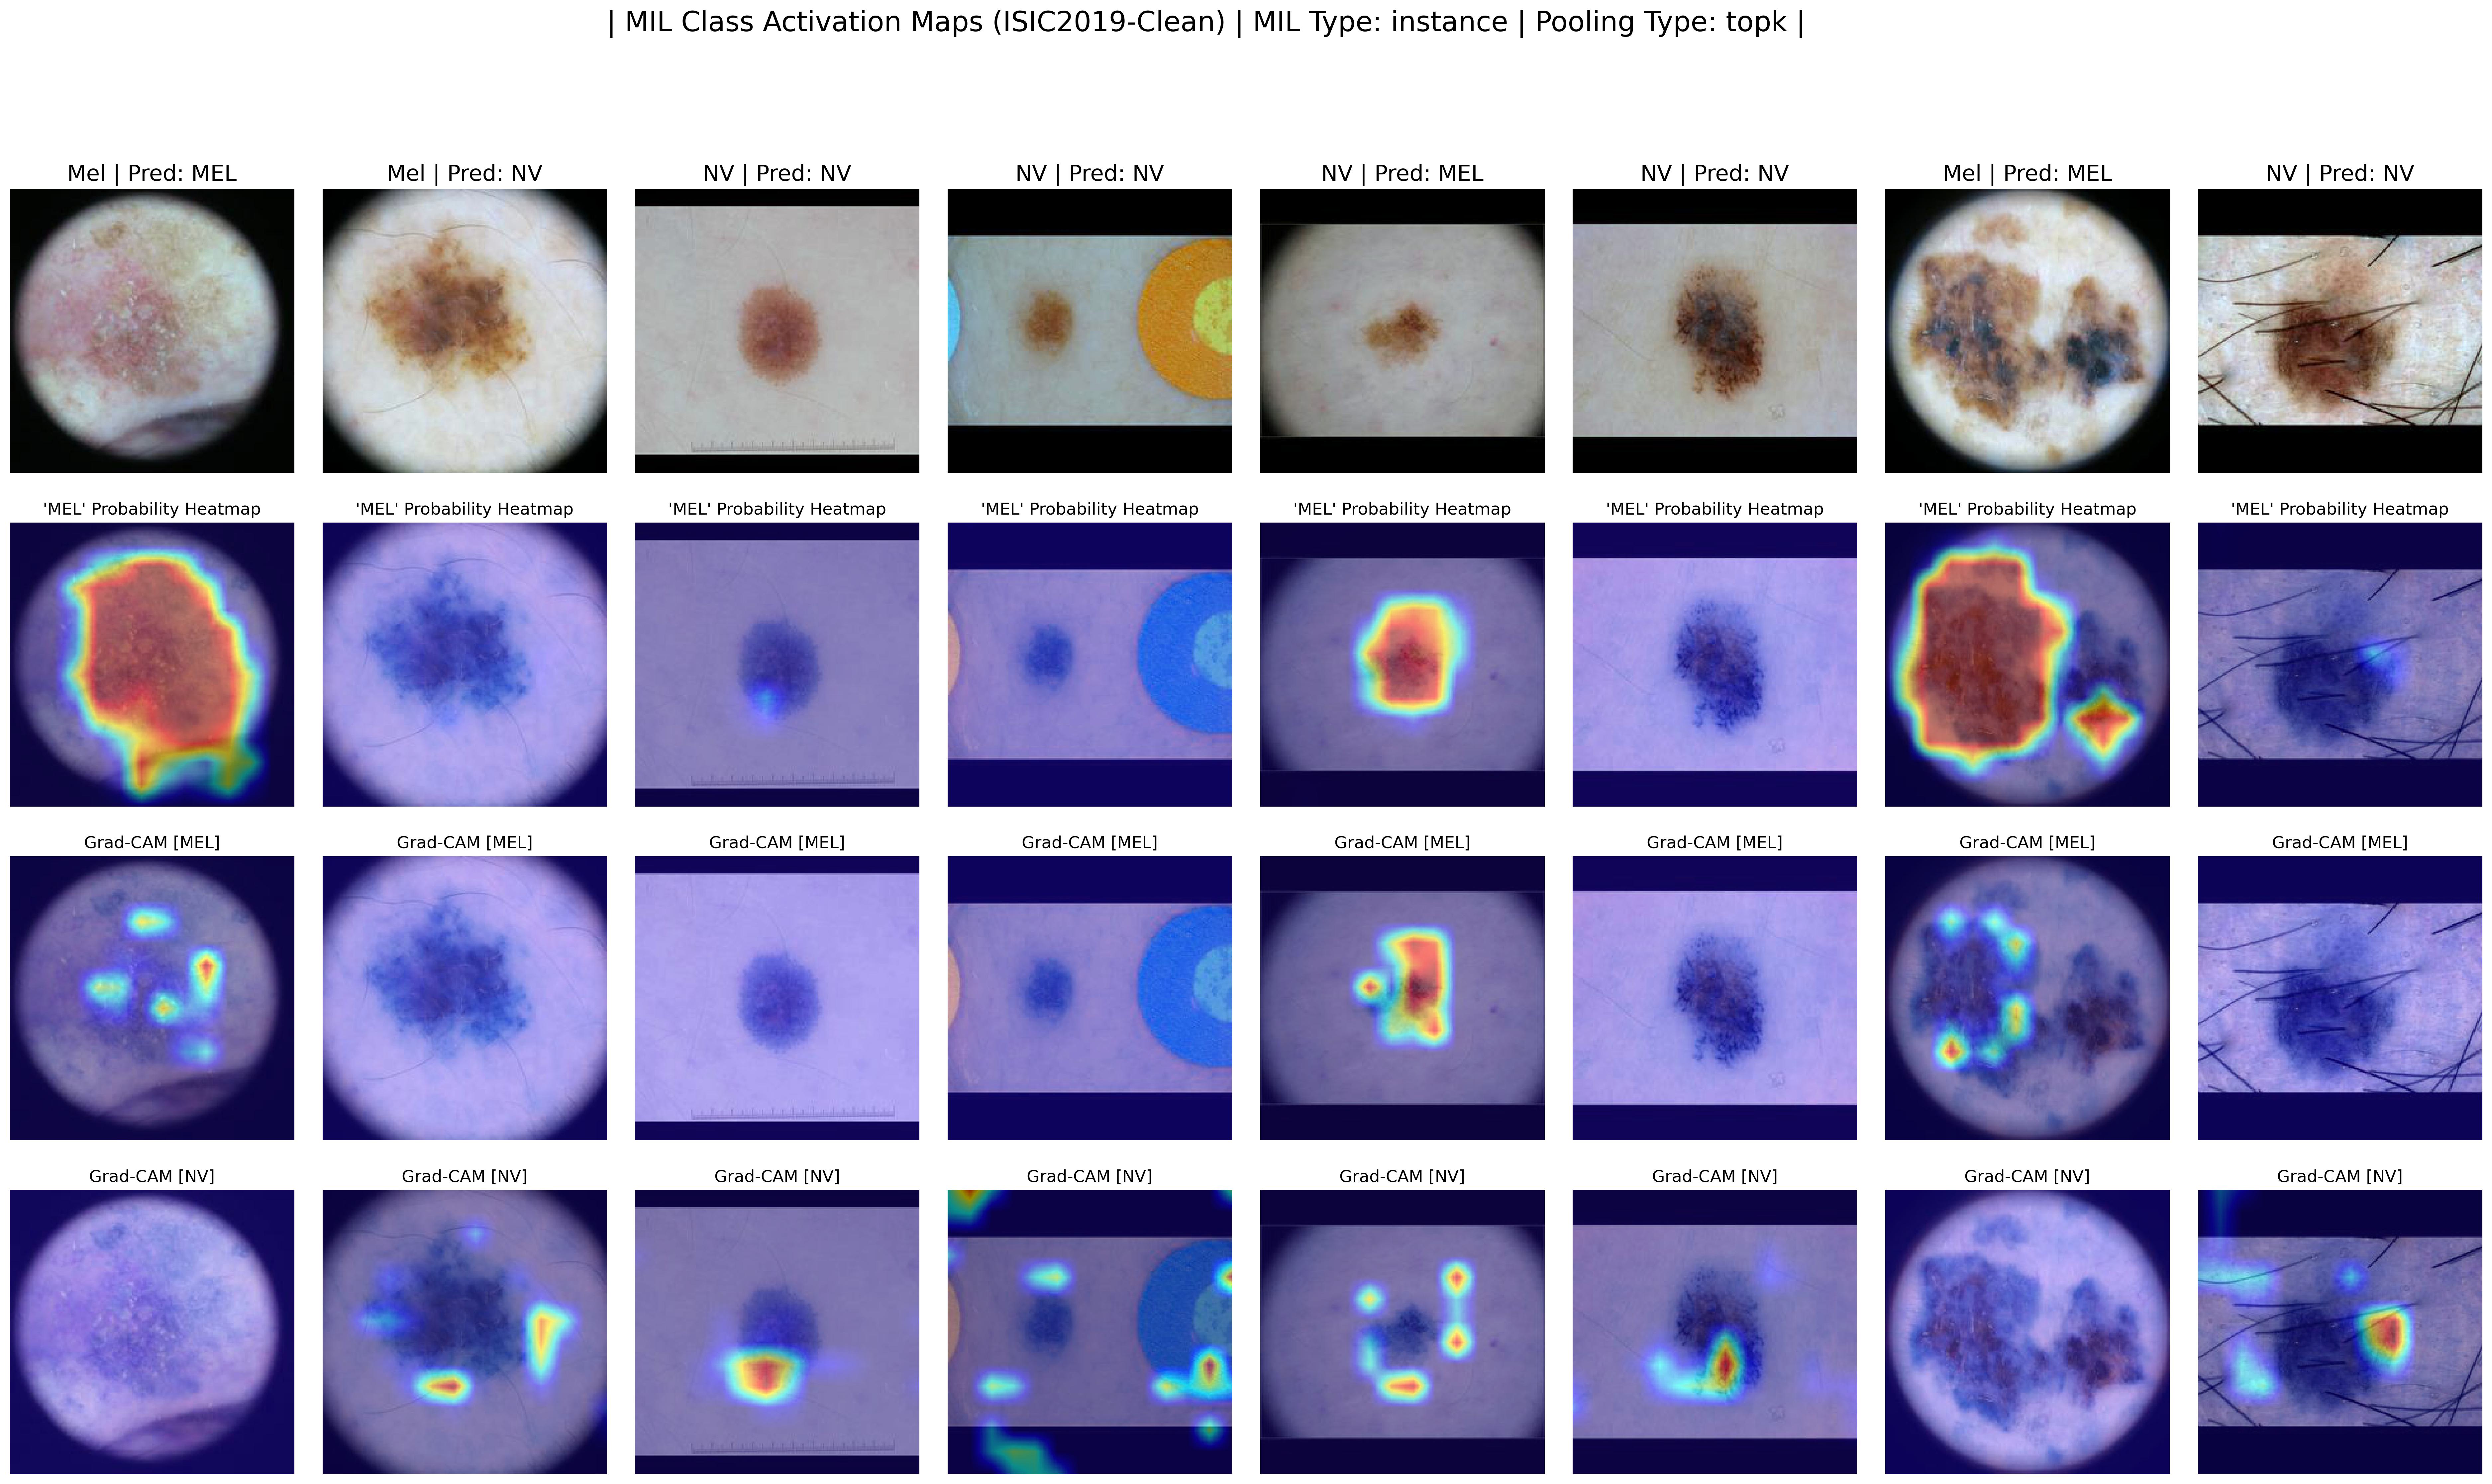 | MIL Class Activation Maps (ISIC2019-Clean) | MIL Type: instance | Pooling Type: topk |
Mel | Pred: MEL
Mel | Pred: NV
NV | Pred: NV
NV | Pred: NV
NV | Pred: MEL
NV | Pred: NV
Mel | Pred: MEL
NV | Pred: NV
'MEL' Probability Heatmap
'MEL' Probability Heatmap
'MEL' Probability Heatmap
'MEL' Probability Heatmap
'MEL' Probability Heatmap
'MEL' Probability Heatmap
'MEL' Probability Heatmap
'MEL' Probability Heatmap
Grad-CAM [MEL]
Grad-CAM [MEL]
Grad-CAM [MEL]
Grad-CAM [MEL]
Grad-CAM [MEL]
Grad-CAM [MEL]
Grad-CAM [MEL]
Grad-CAM [MEL]
Grad-CAM [NV]
Grad-CAM [NV]
Grad-CAM [NV]
Grad-CAM [NV]
Grad-CAM [NV]
Grad-CAM [NV]
Grad-CAM [NV]
Grad-CAM [NV]